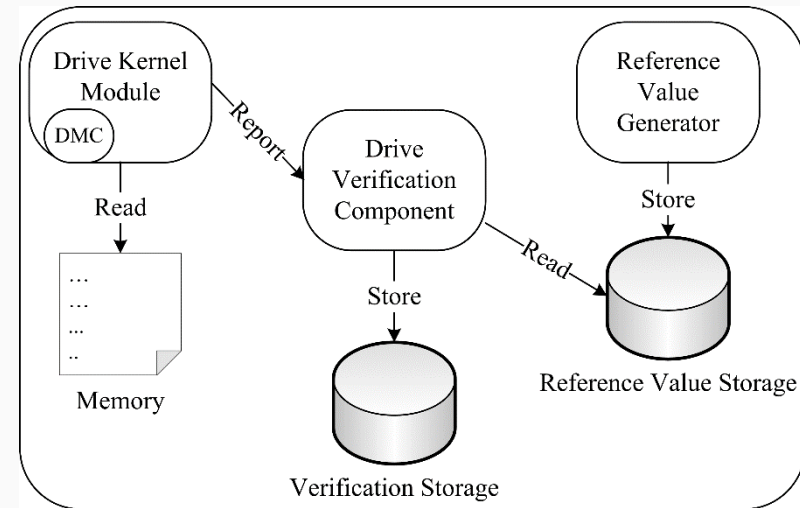 Drive Kernel
Module
DMC
Report
Read
...
...
...
..
Memory
Drive
Verification
Component
Store
Verification Storage
Read
Reference
Value
Generator
Store
Reference Value Storage